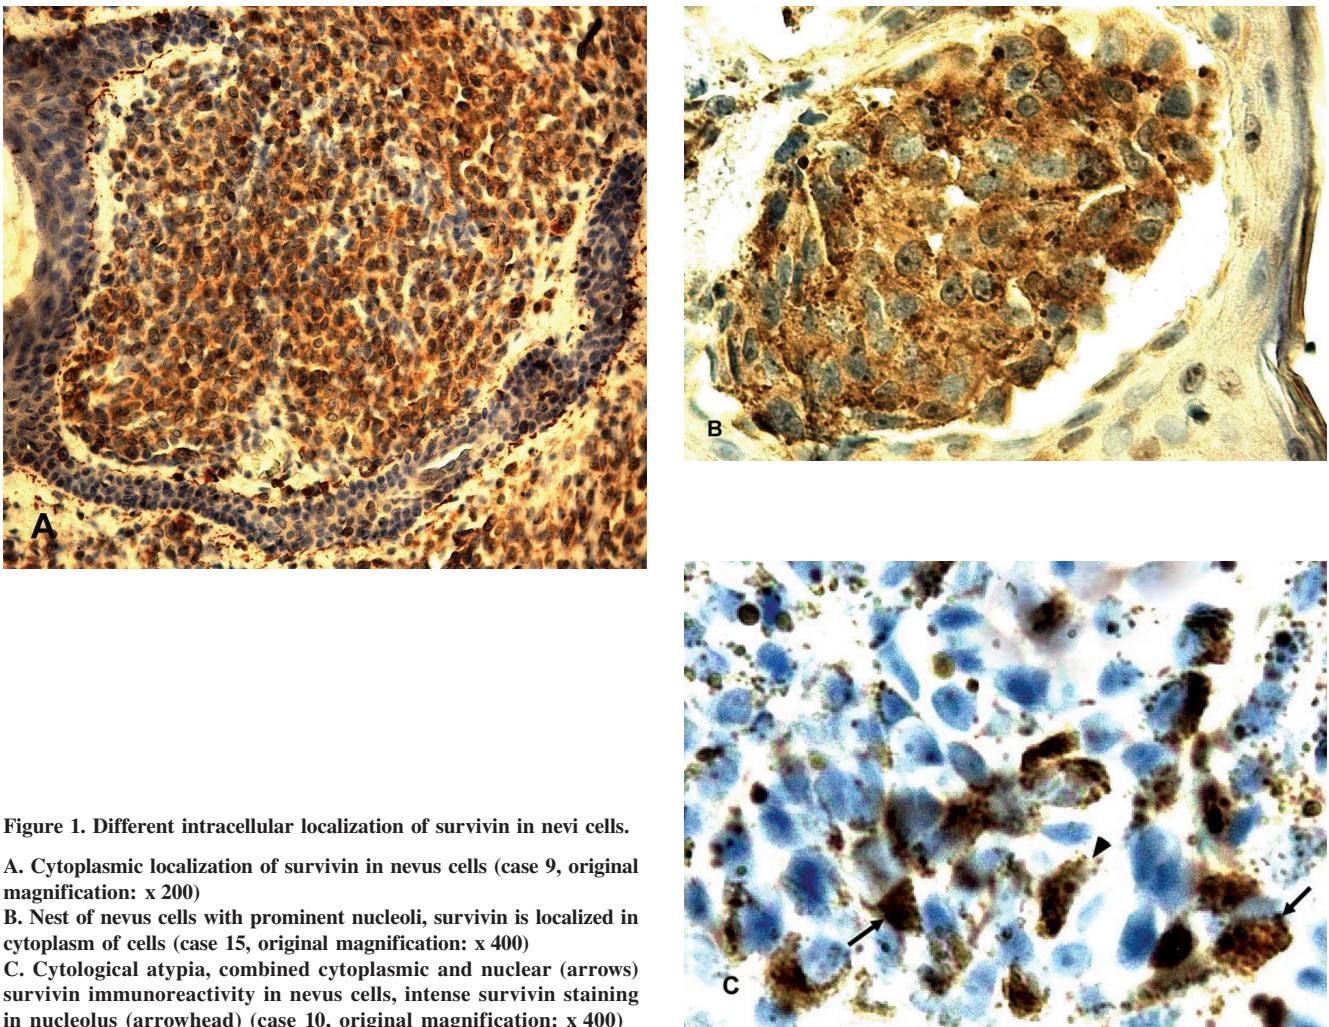 A
B
C
Figure 1. Different intracellular localization of survivin in nevi cells.
A. Cytoplasmic localization of survivin in nevus cells (case 9, original
magnification: x 200)
B. Nest of nevus cells with prominent nucleoli, survivin is localized in
cytoplasm of cells (case 15, original magnification: x 400)
C. Cytological atypia, combined cytoplasmic and nuclear (arrows)
survivin immunoreactivity in nevus cells, intense survivin staining
in nucleolus (arrowhead) (case 10, original magnification: x 400)